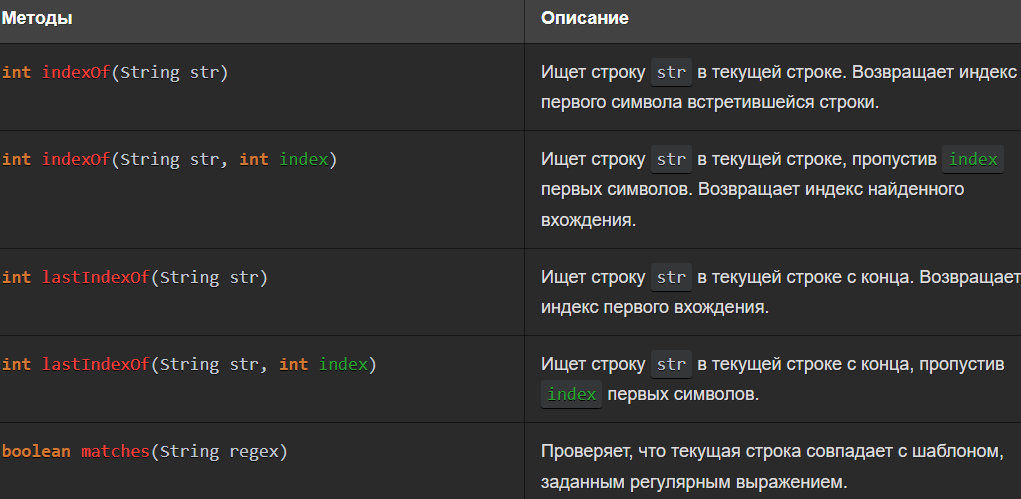 Методы Описание
int indexOf(String str) Ищет строку str в текущей строке. Возвращает индекс
первого символа встретившейся строки.
int indexOf(String str, int index) Ищет строку str в текущей строке, пропустив index
первых символов. Возвращает индекс найденного
вхождения.
int lastIndexOf(String str) Ищет строку str в текущей строке с конца. Возвращает
индекс первого вхождения.
int lastIndexOf(String str, int index) Ищет строку str в текущей строке с конца, пропустив
index первых символов.
boolean matches(String regex) Проверяет, что текущая строка совпадает с шаблоном,
заданным регулярным выражением.